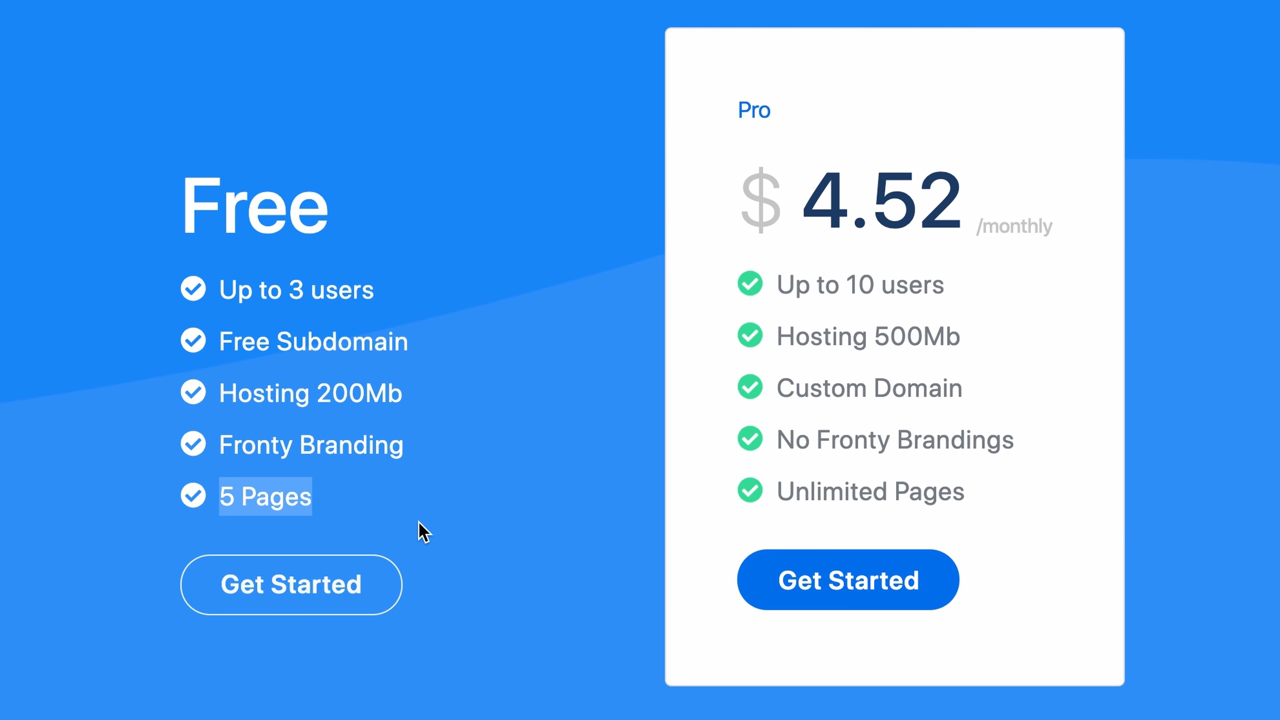 Free
Up to 3 users
Free Subdomain
Hosting 200Mb
Fronty Branding
5 Pages
Get Started
Pro
$ 4.52 /monthly
Up to 10 users
Hosting 500Mb
Custom Domain
No Fronty Brandings
Unlimited Pages
Get Started